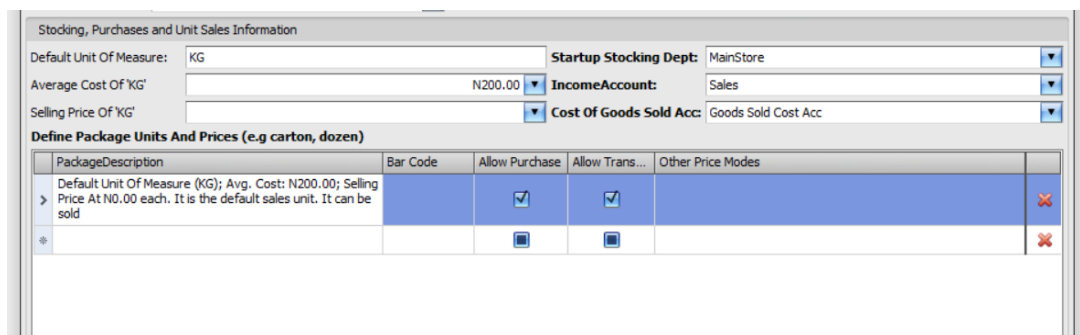 Stocking, Purchases and Unit Sales Information
Default Unit Of Measure: KG Startup Stocking Dept: MainStore
Average Cost Of 'KG' N200.00 IncomeAccount: Sales
Selling Price Of 'KG' Cost Of Goods Sold Acc: Goods Sold Cost Acc
Define Package Units And Prices (e.g carton, dozen)
PackageDescription Bar Code Allow Purchase Allow Trans... Other Price Modes
Default Unit Of Measure (KG); Avg. Cost: N200.00; Selling
Price At N0.00 each. It is the default sales unit. It can be
sold